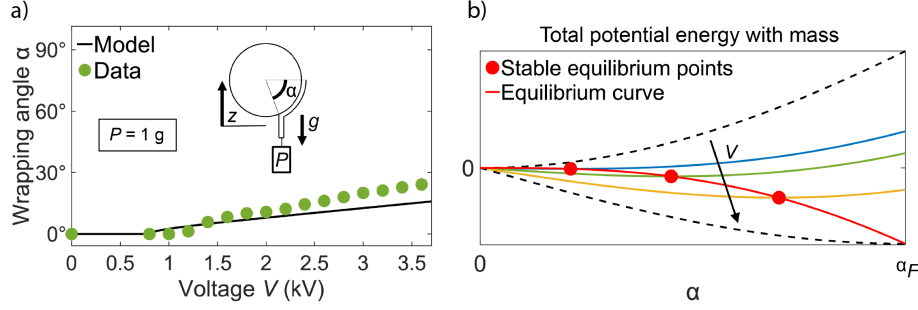 a)
Wrapping angle α
90°
60°
30°
0°
Model
Data
P = 1 g
α
z
g
P
0
0.5
1
1.5
2
2.5
3
3.5
Voltage V (kV)
b)
Total potential energy with mass
Stable equilibrium points
Equilibrium curve
V
0
0
αF
α